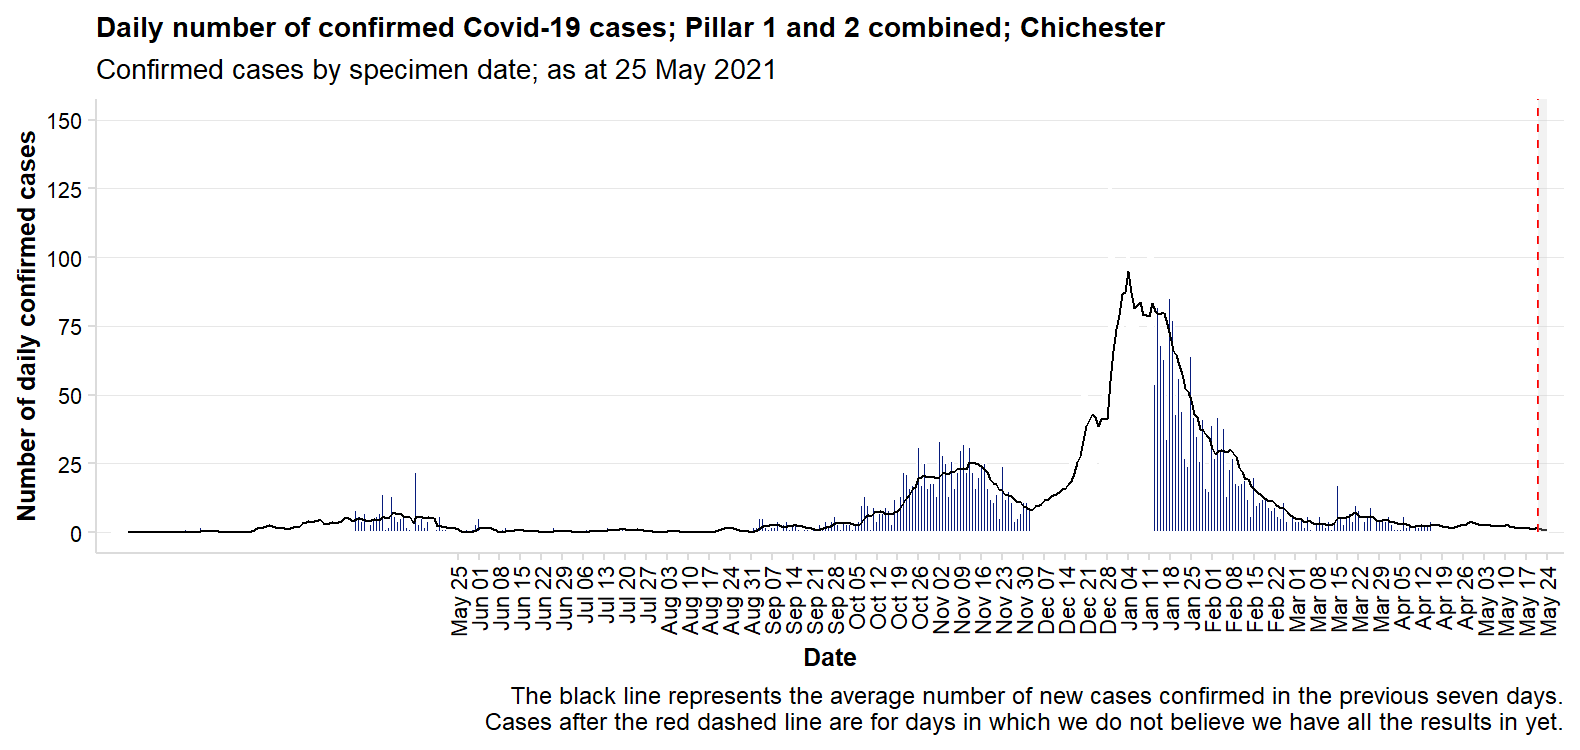 Daily number of confirmed Covid-19 cases; Pillar 1 and 2 combined; Chichester
Confirmed cases by specimen date; as at 25 May 2021
Number of daily confirmed cases
150
125
100
75
50
25
0
May 25
Jun 01
Jun 08
Jun 15
Jun 22
Jun 29
Jul 06
Jul 13
Jul 20
Jul 27
Aug 03
Aug 10
Aug 17
Aug 24
Aug 31
Sep 07
Sep 14
Sep 21
Sep 28
Oct 05
Oct 12
Oct 19
Oct 26
Nov 02
Nov 09
Nov 16
Nov 23
Nov 30
Dec 07
Dec 14
Dec 21
Dec 28
Jan 04
Jan 11
Jan 18
Jan 25
Feb 01
Feb 08
Feb 15
Feb 22
Mar 01
Mar 08
Mar 15
Mar 22
Mar 29
Apr 05
Apr 12
Apr 19
Apr 26
May 03
May 10
May 17
May 24
Date
The black line represents the average number of new cases confirmed in the previous seven days.
Cases after the red dashed line are for days in which we do not believe we have all the results in yet.